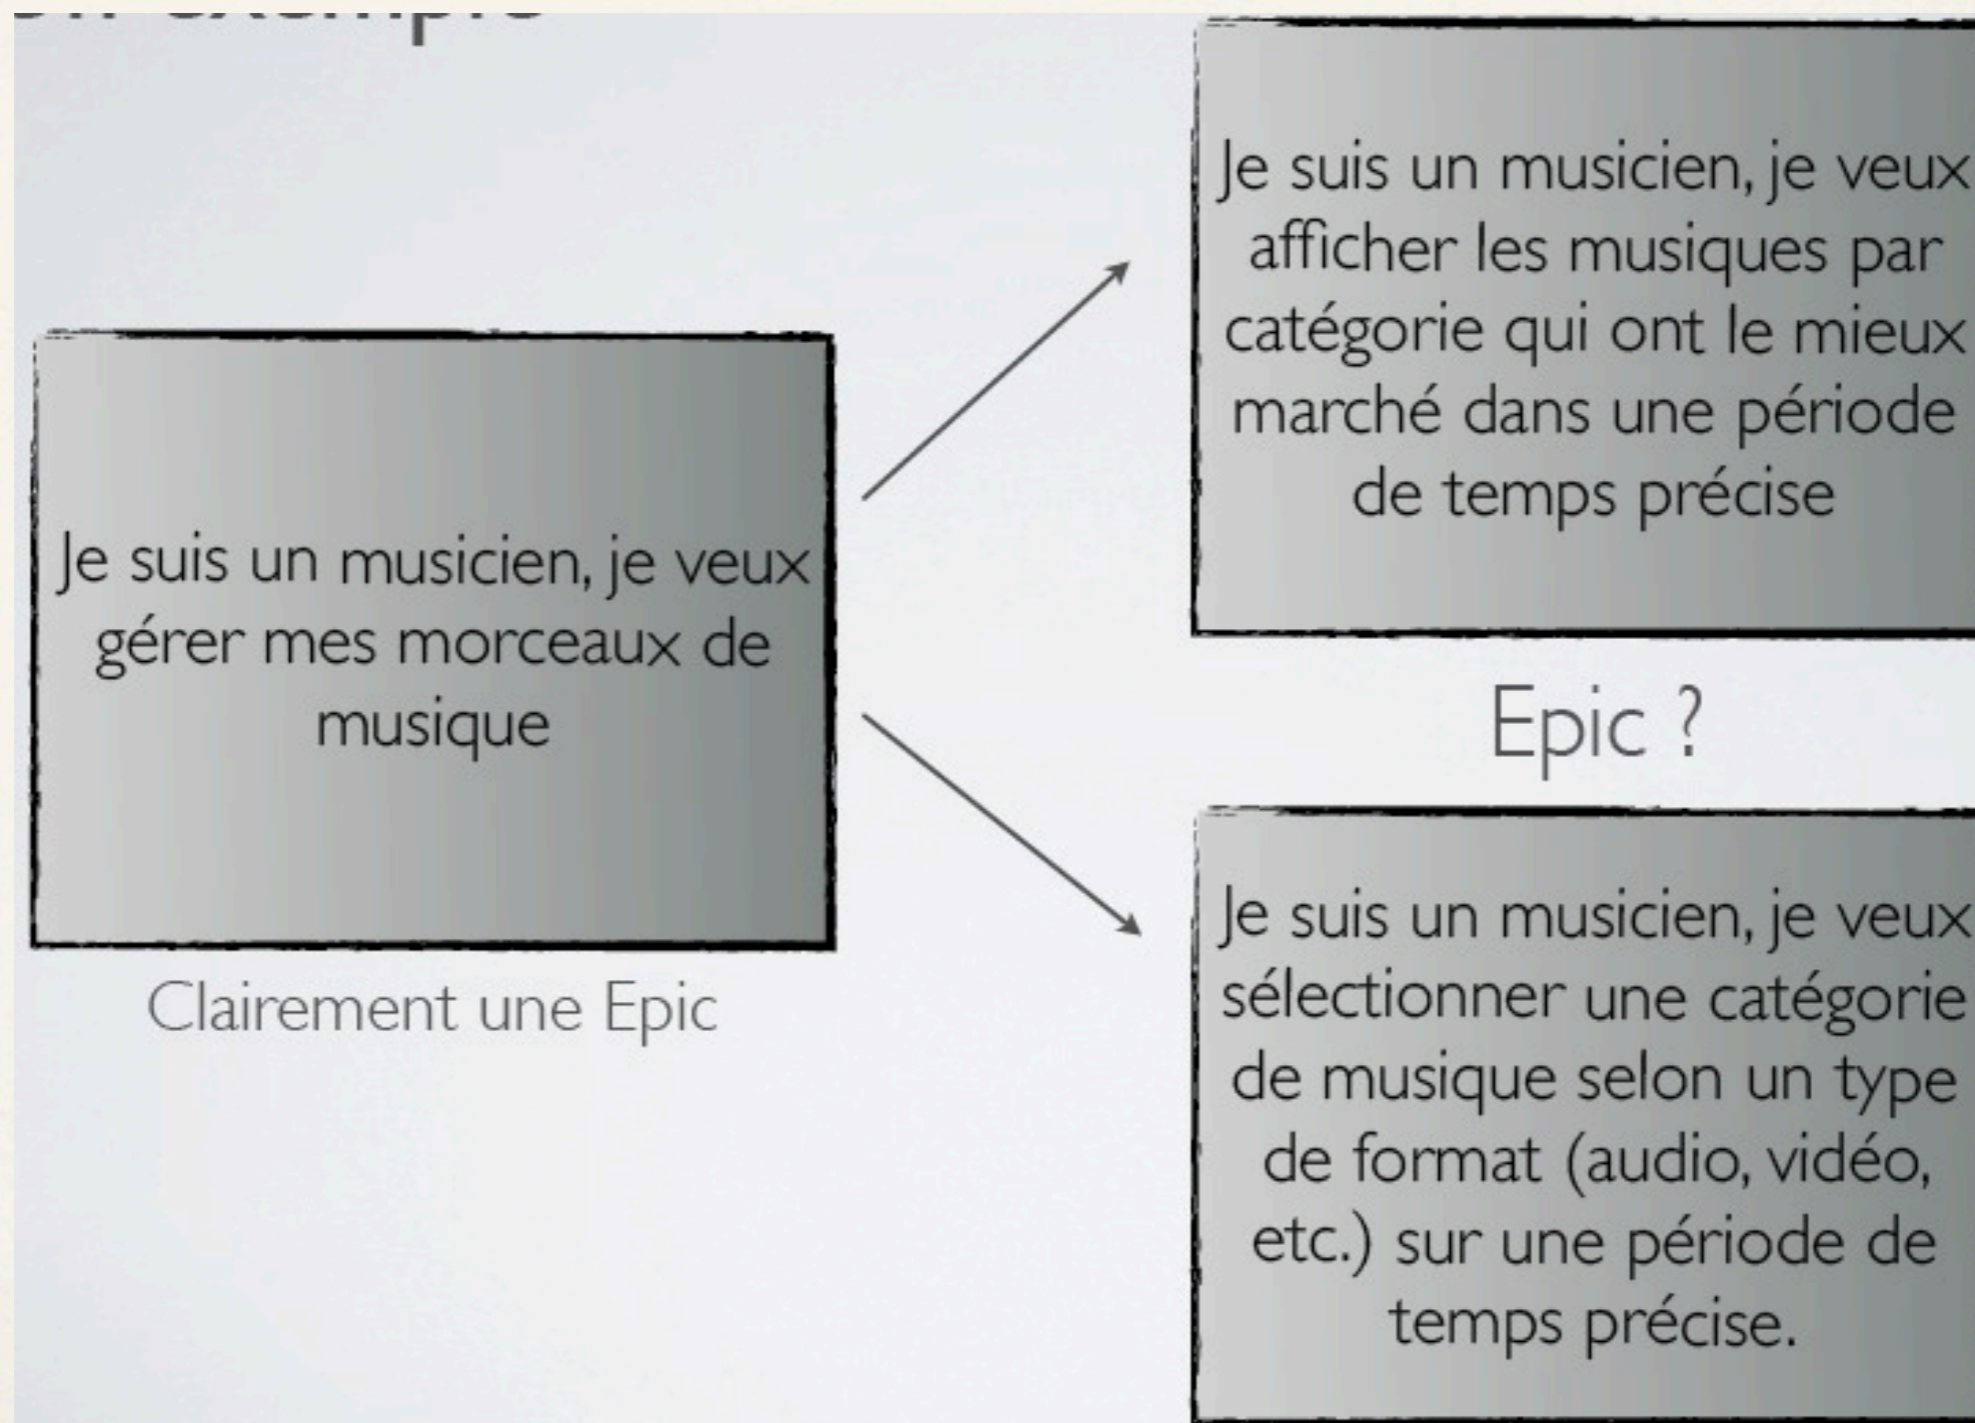 exemple
Je suis un musicien, je veux
gérer mes morceaux de
musique
Clairement une Epic
Je suis un musicien, je veux
afficher les musiques par
catégorie qui ont le mieux
marché dans une période
de temps précise
Epic ?
Je suis un musicien, je veux
sélectionner une catégorie
de musique selon un type
de format (audio, vidéo,
etc.) sur une période de
temps précise.